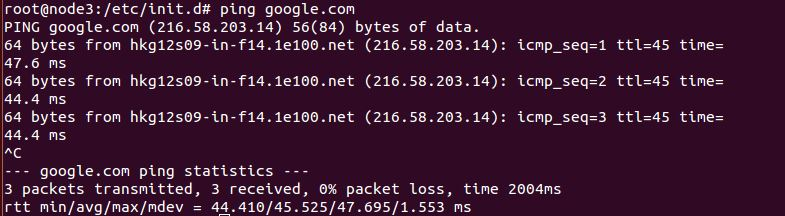 root@node3:/etc/init.d# ping google.com
PING google.com (216.58.203.14) 56(84) bytes of data.
64 bytes from hkg12s09-in-f14.1e100.net (216.58.203.14): icmp_seq=1 ttl=45 time=
47.6 ms
64 bytes from hkg12s09-in-f14.1e100.net (216.58.203.14): icmp_seq=2 ttl=45 time=
44.4 ms
64 bytes from hkg12s09-in-f14.1e100.net (216.58.203.14): icmp_seq=3 ttl=45 time=
44.4 ms
^C
--- google.com ping statistics ---
3 packets transmitted, 3 received, 0% packet loss, time 2004ms
rtt min/avg/max/mdev = 44.410/45.525/47.695/1.553 ms